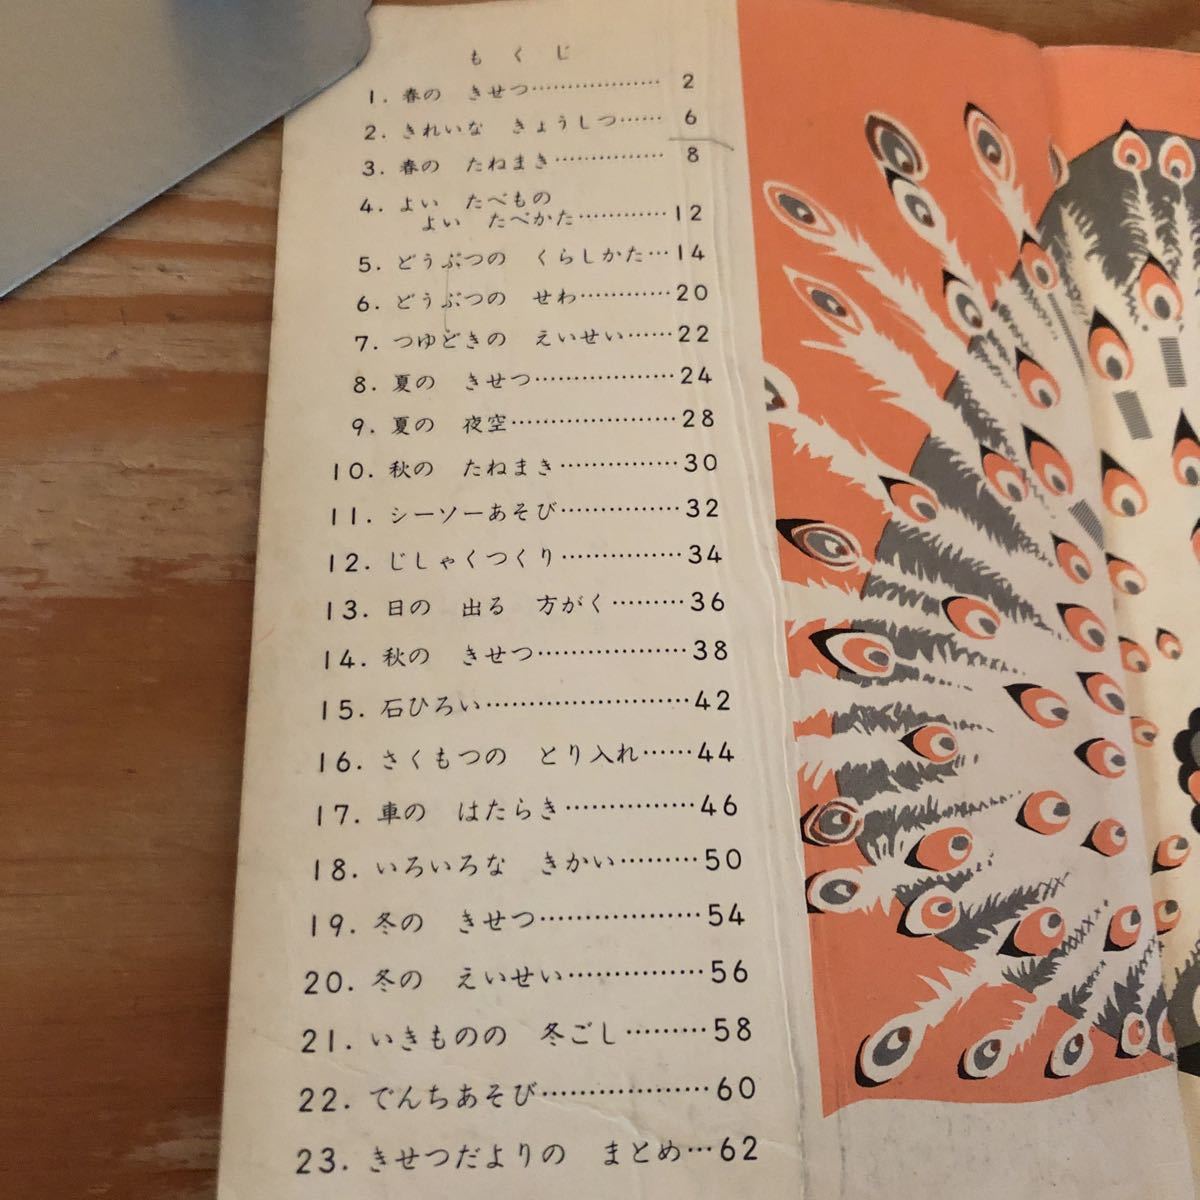 もくじ
1. 春の　きせつ………………2
2. きれいな　きょうしつ……6
3. 春の　たねまき……………8
4. よい　たべもの
よい　たべかた…………12
5. どうぶつの　くらしかた…14
6. どうぶつの　せわ…………20
7. つゆどきの　えいせい……22
8. 夏の　きせつ………………24
9. 夏の　夜空…………………28
10. 秋の　たねまき……………30
11. シーソーあそび……………32
12. じしゃくつくり……………34
13. 日の　出る　方がく………36
14. 秋の　きせつ………………38
15. 石ひろい……………………42
16. さくもつの　とり入れ……44
17. 車の　はたらき……………46
18. いろいろな　きかい………50
19. 冬の　きせつ………………54
20. 冬の　えいせい……………56
21. いきものの　冬ごし………58
22. でんちあそび………………60
23. きせつだよりの　まとめ…62